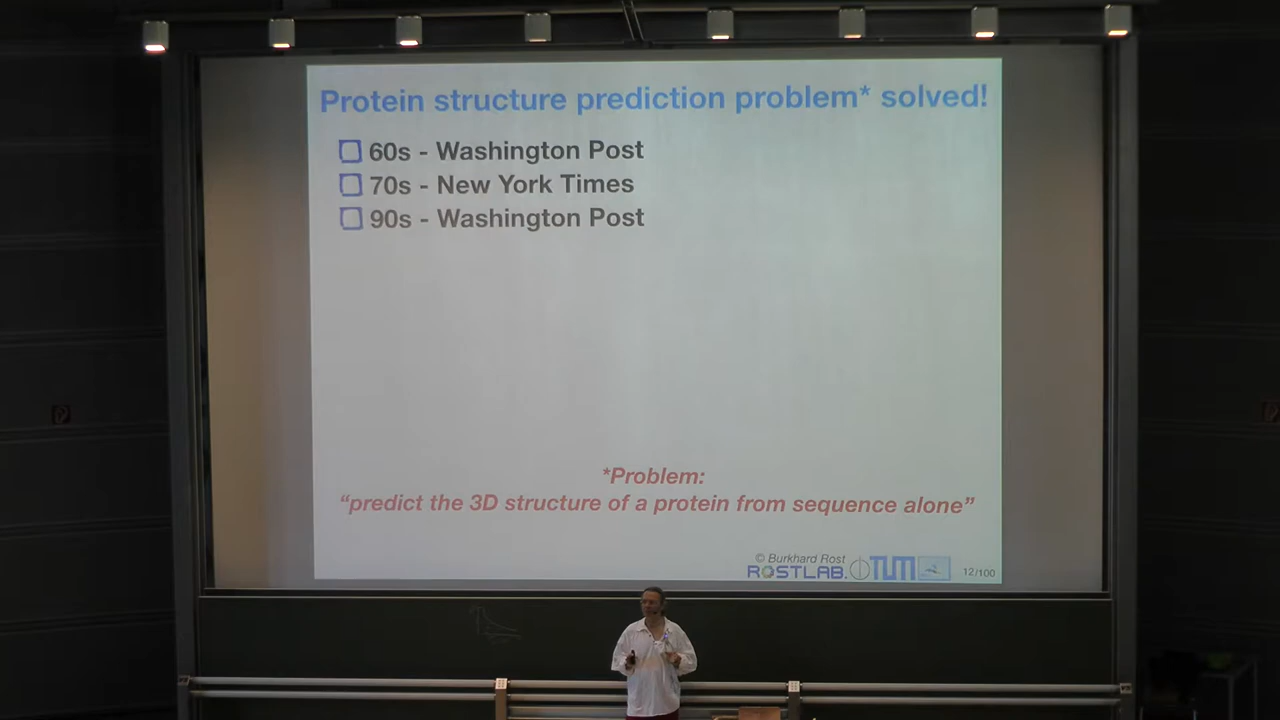 Protein structure prediction problem* solved!
60s - Washington Post
70s - New York Times
90s - Washington Post
*Problem:
“predict the 3D structure of a protein from sequence alone”
© Burkhard Rost
ROSTLAB. TUM
12/100